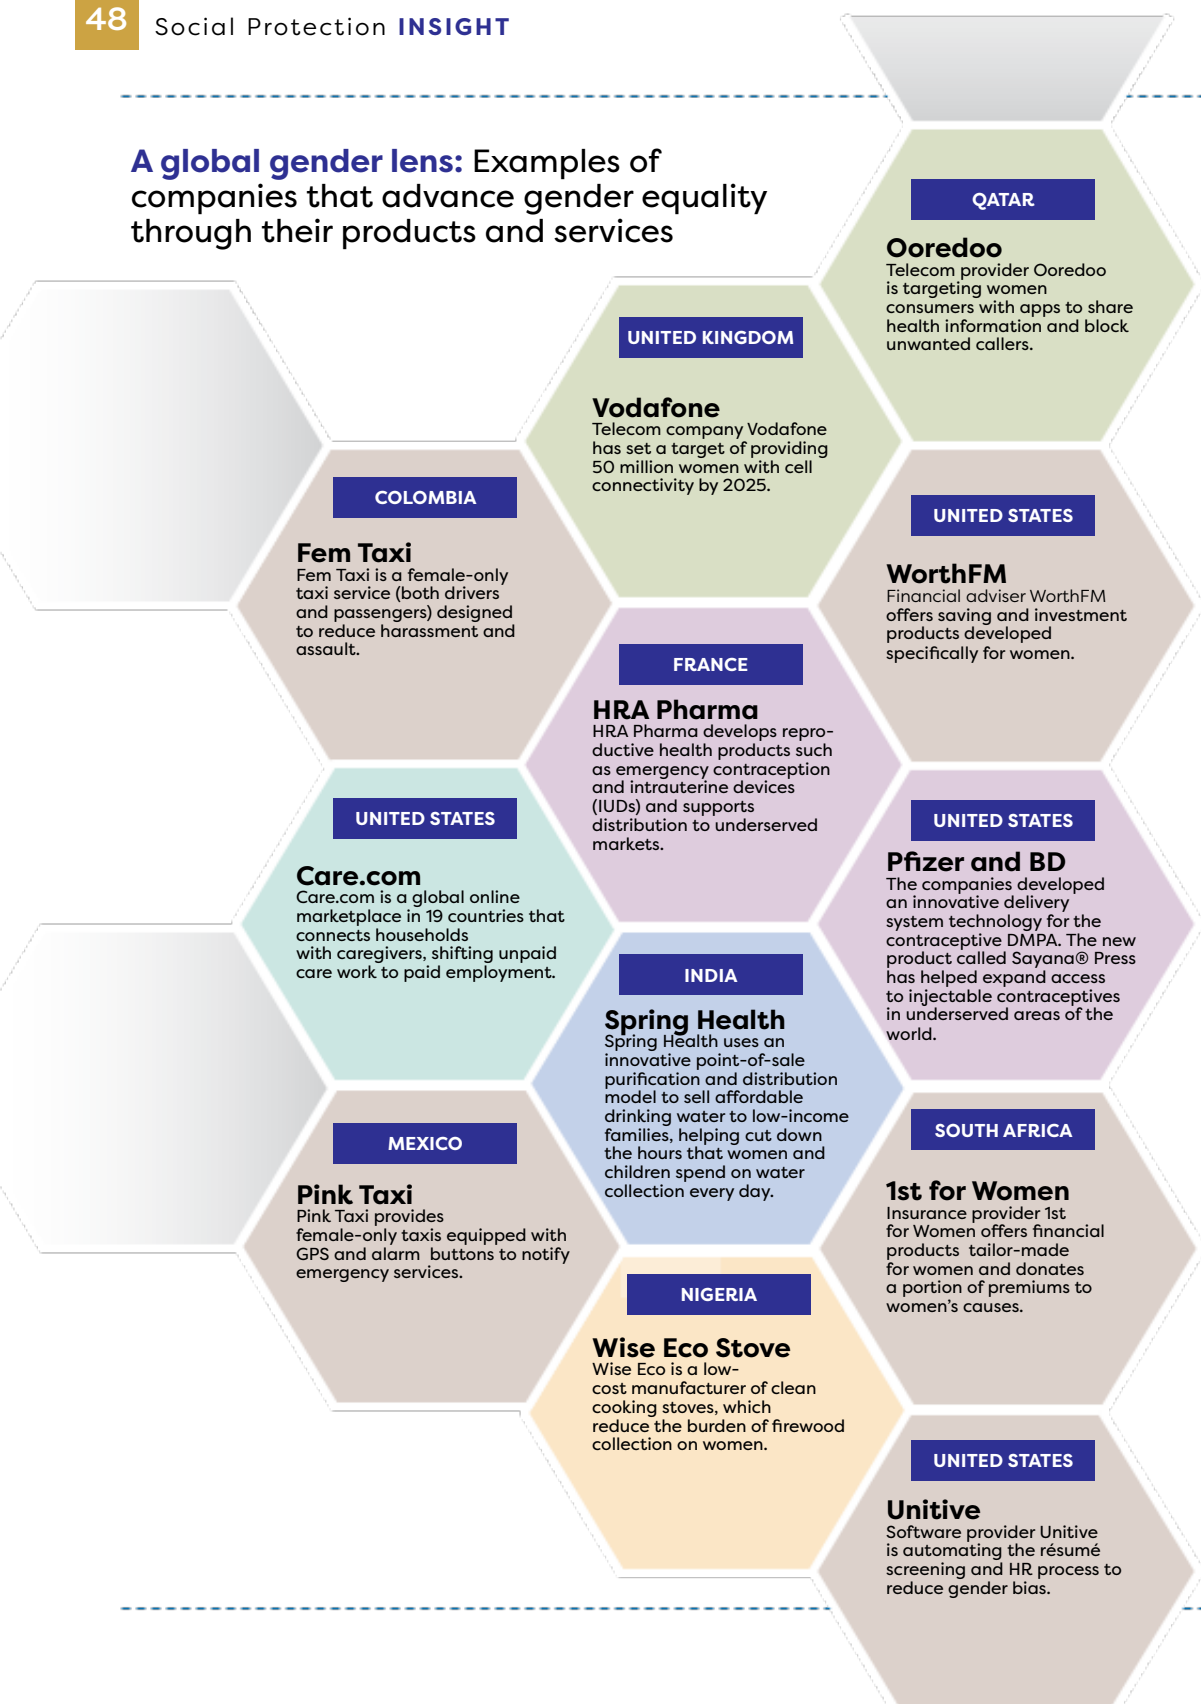 48
Social Protection INSIGHT
A global gender lens: Examples of
companies that advance gender equality
through their products and services
QATAR
Ooredoo
Telecom provider Ooredoo
is targeting women
consumers with apps to share
health information and block
unwanted callers.
UNITED KINGDOM
Vodafone
Telecom company Vodafone
has set a target of providing
50 million women with cell
connectivity by 2025.
COLOMBIA
Fem Taxi
Fem Taxi is a female-only
taxi service (both drivers
and passengers) designed
to reduce harassment and
assault.
UNITED STATES
WorthFM
Financial adviser WorthFM
offers saving and investment
products developed
specifically for women.
FRANCE
HRA Pharma
HRA Pharma develops repro-
ductive health products such
as emergency contraception
and intrauterine devices
(IUDs) and supports
distribution to underserved
markets.
UNITED STATES
Care.com
Care.com is a global online
marketplace in 19 countries that
connects households
with caregivers, shifting unpaid
care work to paid employment.
UNITED STATES
Pfizer and BD
The companies developed
an innovative delivery
system technology for the
contraceptive DMPA. The new
product called Sayana® Press
has helped expand access
to injectable contraceptives
in underserved areas of the
world.
INDIA
Spring Health
Spring Health uses an
innovative point-of-sale
purification and distribution
model to sell affordable
drinking water to low-income
families, helping cut down
the hours that women and
children spend on water
collection every day.
MEXICO
Pink Taxi
Pink Taxi provides
female-only taxis equipped with
GPS and alarm  buttons to notify
emergency services.
SOUTH AFRICA
1st for Women
Insurance provider 1st
for Women offers financial
products  tailor-made
for women and donates
a portion of premiums to
women’s causes.
NIGERIA
Wise Eco Stove
Wise Eco is a low-
cost manufacturer of clean
cooking stoves, which
reduce the burden of firewood
collection on women.
UNITED STATES
Unitive
Software provider Unitive
is automating the résumé
screening and HR process to
reduce gender bias.